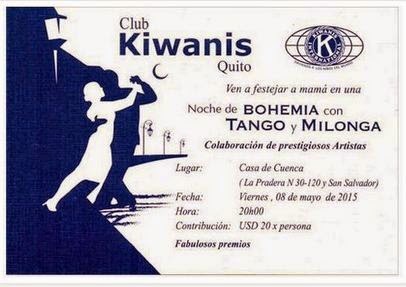 Club
Kiwanis
Quito
KIWANIS
INTERNATIONAL
Ven a festejar a mamá en una
Noche de BOHEMIA con
TANGO y MILONGA
Colaboración de prestigiosos Artistas
Lugar: Casa de Cuenca
( La Pradera N 30-120 y San Salvador)
Fecha: Viernes , 08 de mayo de 2015
Hora: 20h00
Contribución: USD 20 x persona
Fabulosos premios